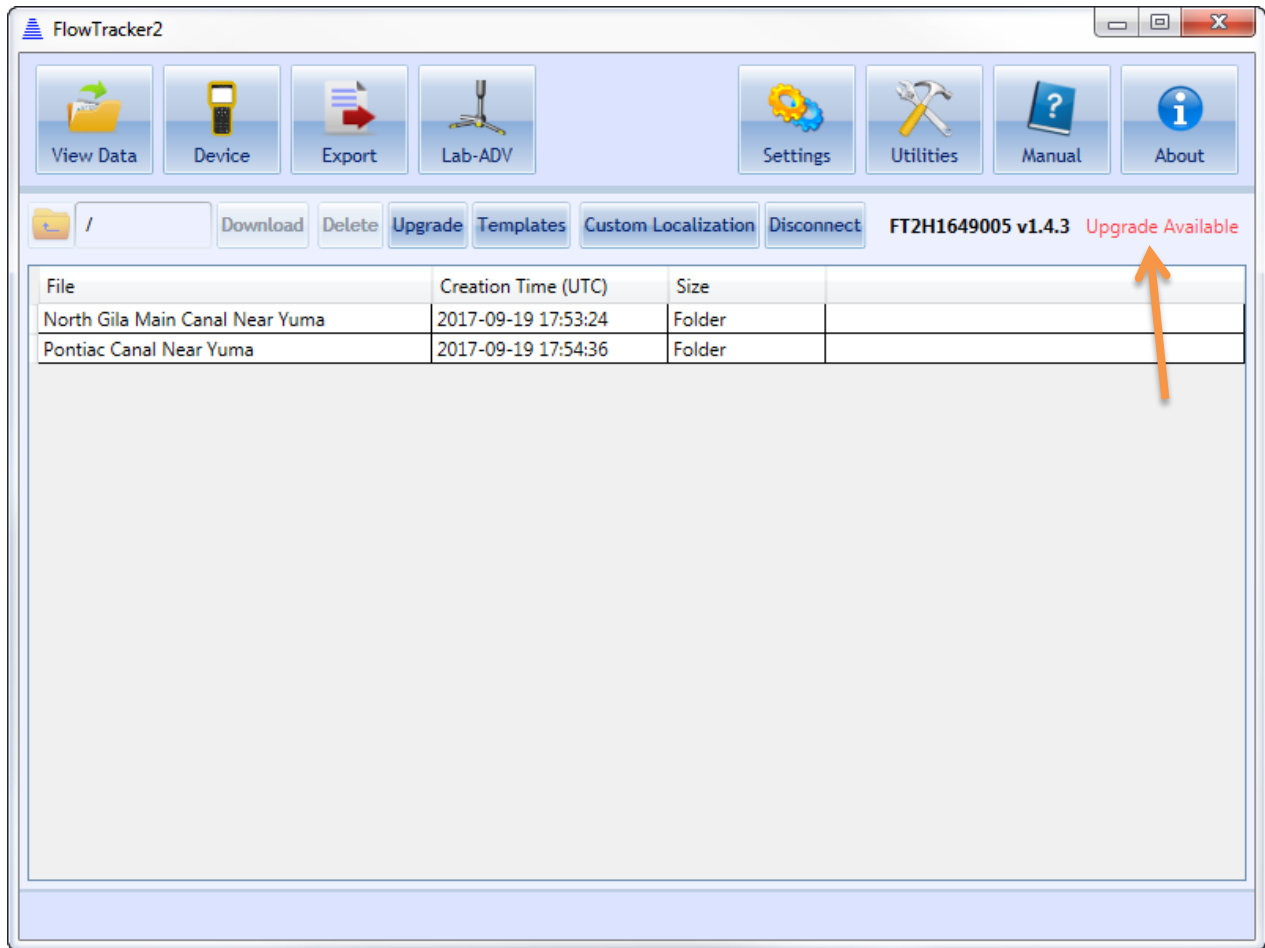 FlowTracker2
View Data Device Export Lab-ADV Settings Utilities Manual About
/ Download Delete Upgrade Templates Custom Localization Disconnect FT2H1649005 v1.4.3 Upgrade Available
File Creation Time (UTC) Size
North Gila Main Canal Near Yuma 2017-09-19 17:53:24 Folder
Pontiac Canal Near Yuma 2017-09-19 17:54:36 Folder